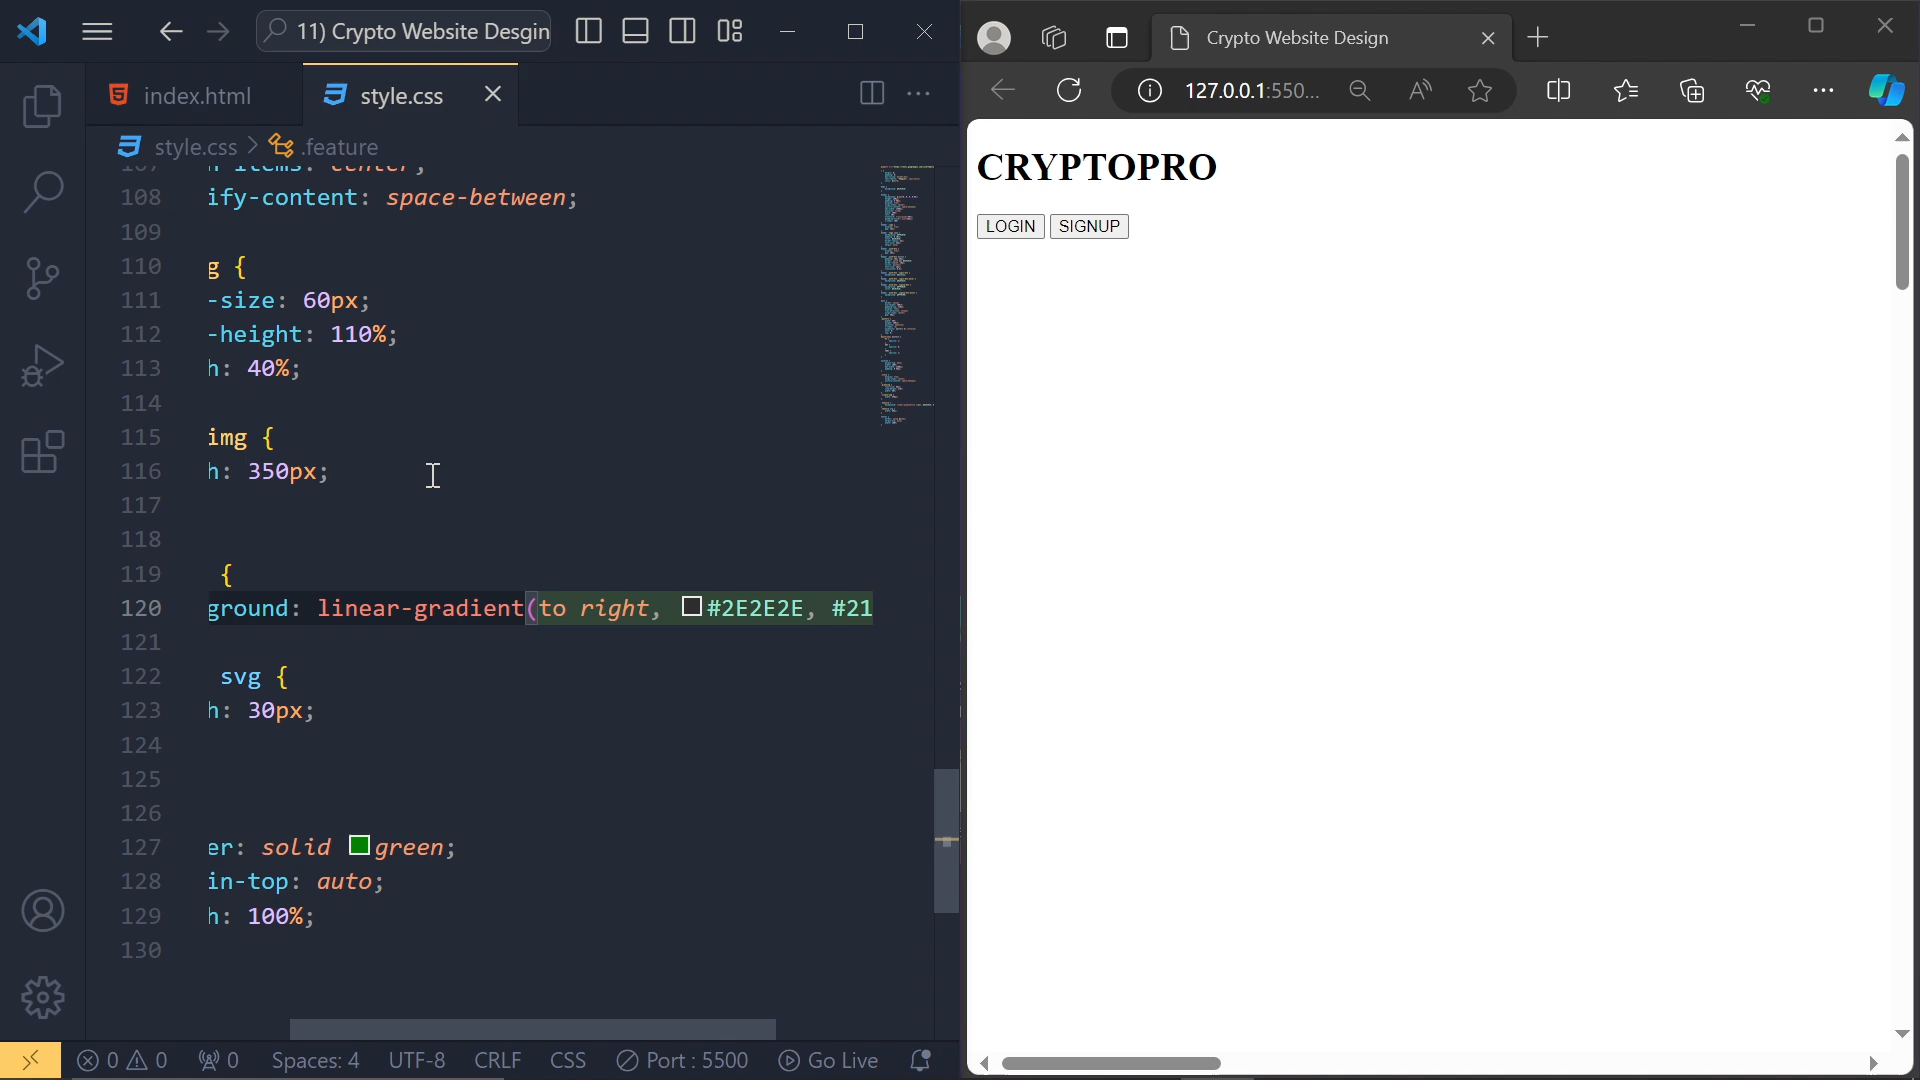 11) Crypto Website Desgin
index.html
style.css
style.css > .feature
108 ify-content: space-between;
109
110 g {
111 -size: 60px;
112 -height: 110%;
113 h: 40%;
114
115 img {
116 h: 350px;
117
118
119 {
120 ground: linear-gradient(to right, #2E2E2E, #21
121
122 svg {
123 h: 30px;
124
125
126
127 er: solid green;
128 in-top: auto;
129 h: 100%;
130
0 0 0 Spaces: 4 UTF-8 CRLF CSS Port : 5500 Go Live
Crypto Website Design
127.0.0.1:550...
CRYPTOPRO
LOGIN SIGNUP